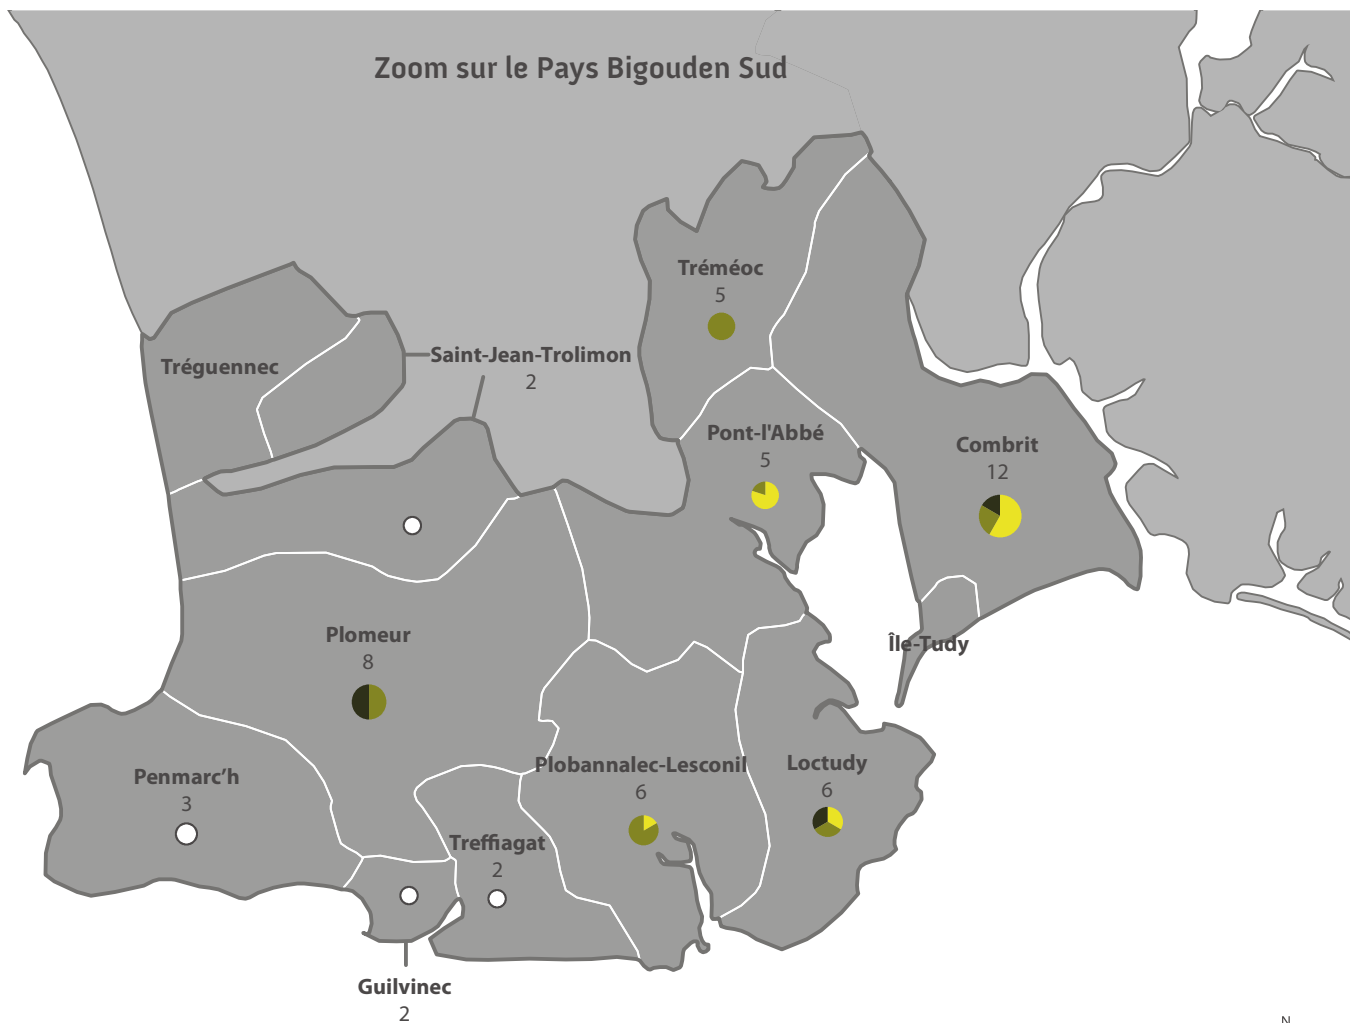 Zoom sur le Pays Bigouden Sud
Tréméoc
5
Saint-Jean-Trolimon
2
Tréguennec
Pont-l'Abbé
5
Combrit
12
Plomeur
8
Île-Tudy
Penmarc’h
3
Plobannalec-Lesconil
6
Loctudy
6
Treffiagat
2
Guilvinec
2
N